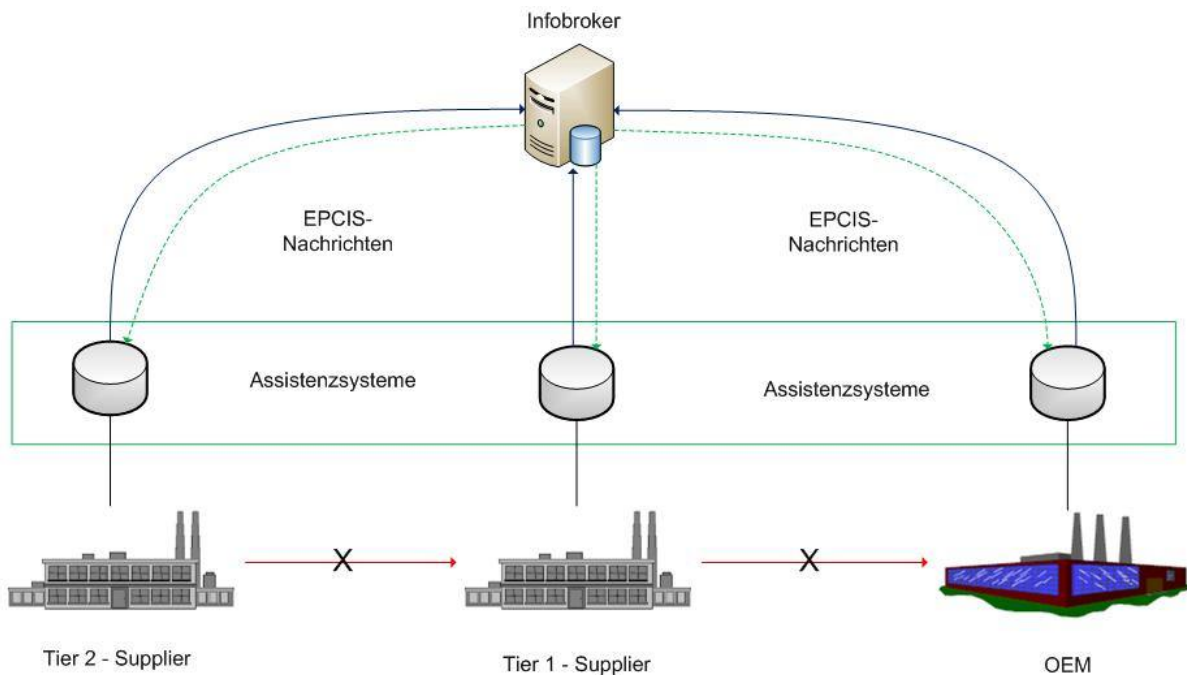 Infobroker
EPCIS-
Nachrichten
EPCIS-
Nachrichten
Assistenzsysteme
Assistenzsysteme
X
X
Tier 2 - Supplier
Tier 1 - Supplier
OEM